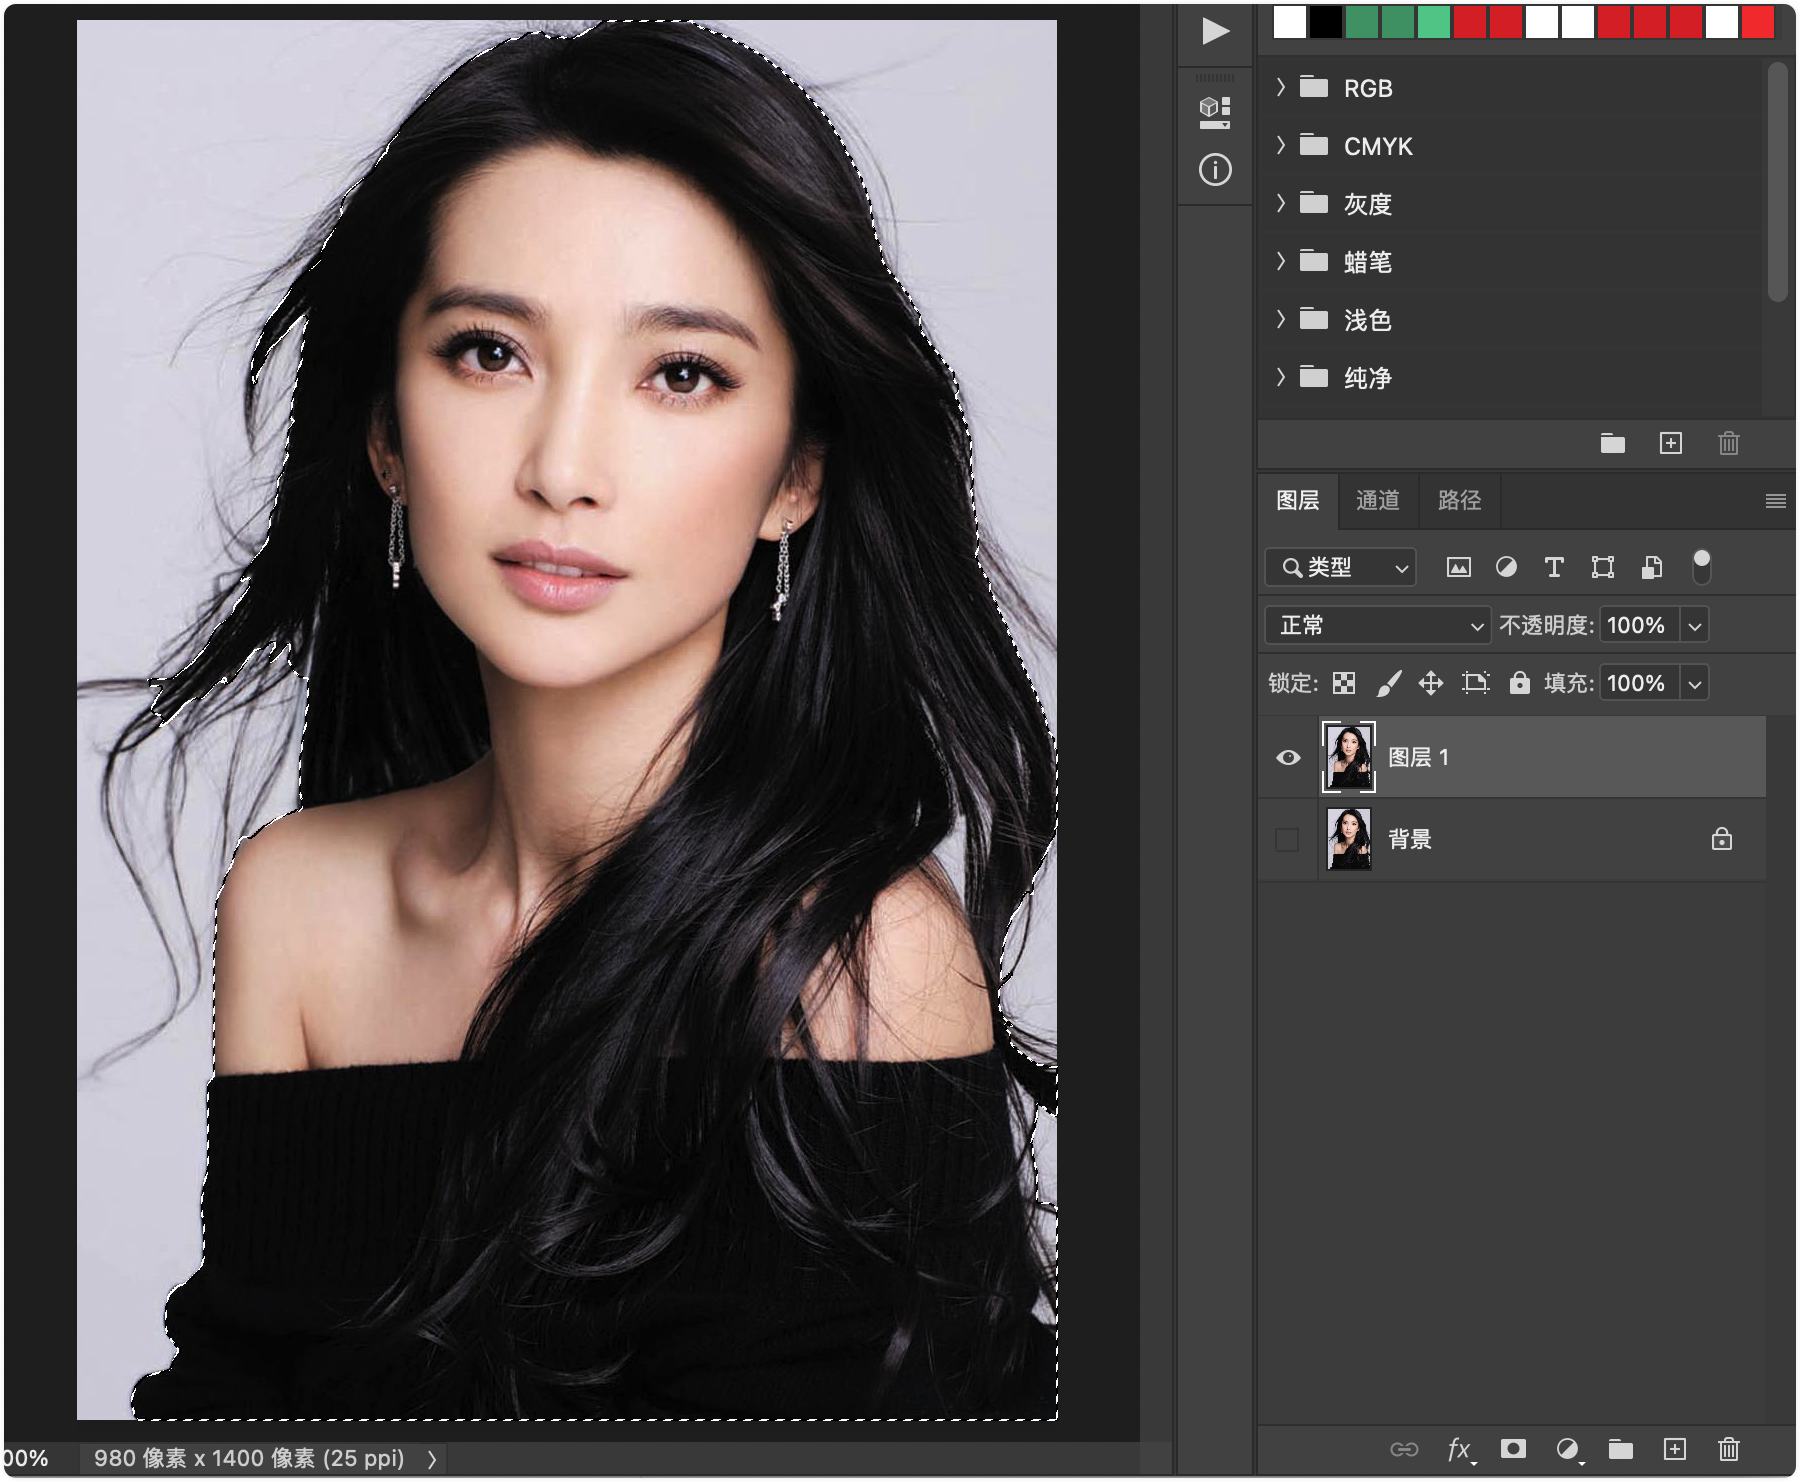 RGB
CMYK
灰度
蜡笔
浅色
纯净
图层 通道 路径
类型 T
正常 不透明度: 100%
锁定: 填充: 100%
图层 1
背景
00% 980 像素 x 1400 像素 (25 ppi)
fx